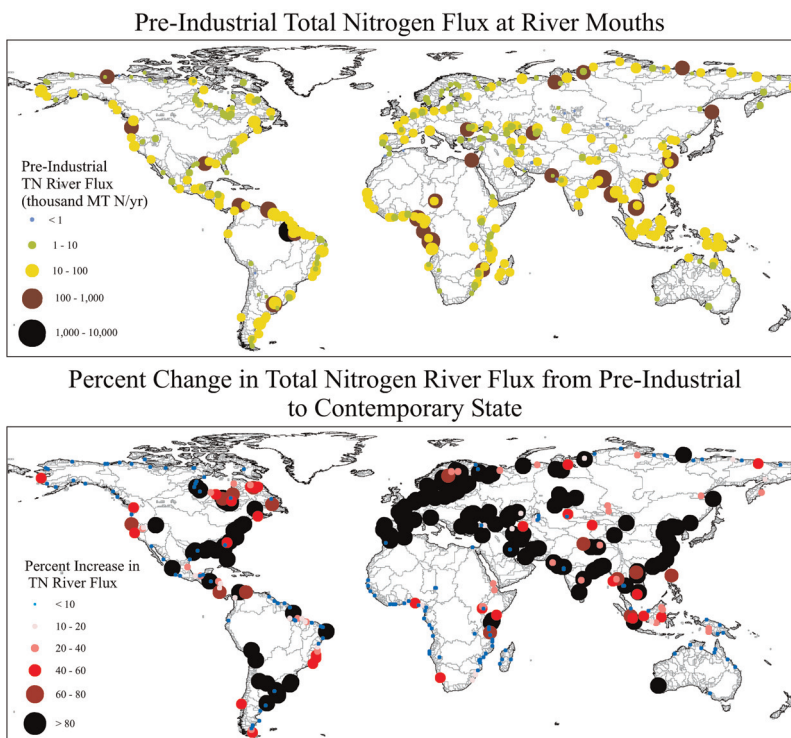 Pre-Industrial Total Nitrogen Flux at River Mouths
Pre-Industrial
TN River Flux
(thousand MT N/yr)
< 1
1 - 10
10 - 100
100 - 1,000
1,000 - 10,000
Percent Change in Total Nitrogen River Flux from Pre-Industrial
to Contemporary State
Percent Increase in
TN River Flux
< 10
10 - 20
20 - 40
40 - 60
60 - 80
> 80